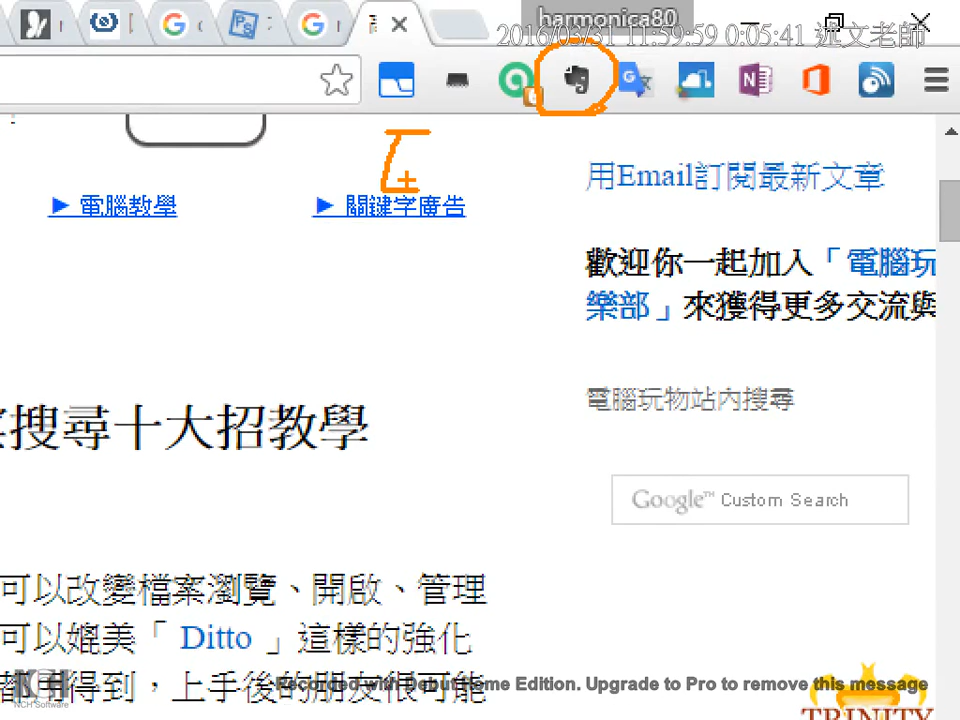 harmonica80
2016/03/31 11:59:59 0:05:41 述文老師
▶ 電腦教學
▶ 關鍵字廣告
用Email訂閱最新文章
歡迎你一起加入「電腦玩
樂部」來獲得更多交流與
搜尋十大招教學
電腦玩物站內搜尋
Google™ Custom Search
可以改變檔案瀏覽、開啟、管理
可以媲美「 Ditto 」這樣的強化
都再得到,上手後的朋友很可能
NCH
NCH Software
Recorded with Debut Home Edition. Upgrade to Pro to remove this message
TRINITY